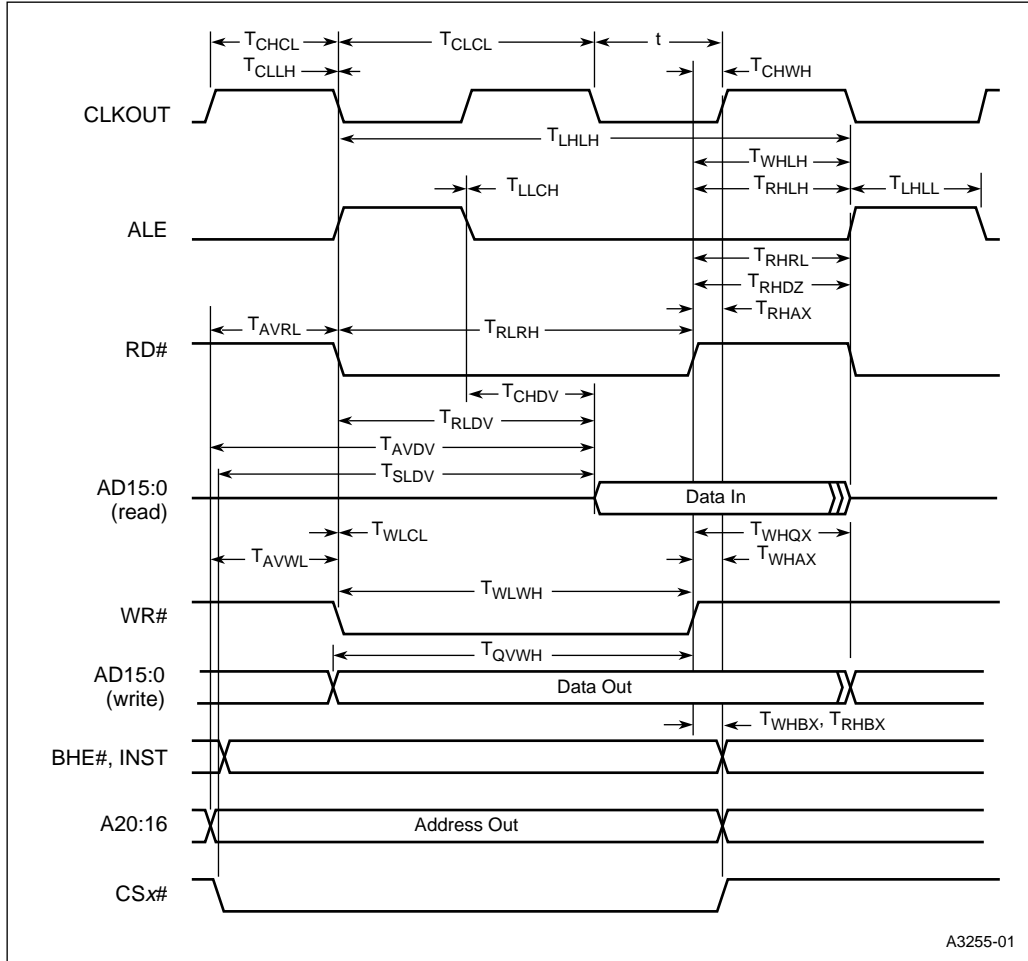 TCHCL TCLCL t
TCLLH TCHWH
CLKOUT
TLHLH
TWHLH
TLLCH TRHLH TLHLL
ALE
TRHRL
TRHDZ
TAVRL TRLRH TRHAX
RD#
TCHDV
TRLDV
TAVDV
TSLDV
AD15:0 Data In
(read)
TWLCL TWHQX
TAVWL TWHAX
TWLWH
WR#
TQVWH
AD15:0 Data Out
(write)
TWHBX, TRHBX
BHE#, INST
A20:16 Address Out
CSx#
A3255-01